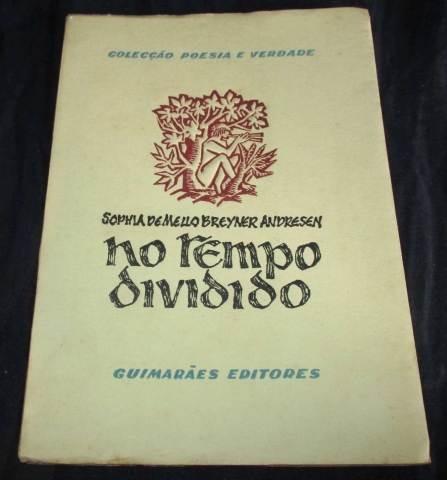 COLECÇÃO POESIA E VERDADE
SOPHIA DE MELLO BREYNER ANDRESEN
NO TEMPO
DIVIDIDO
GUIMARÃES EDITORES